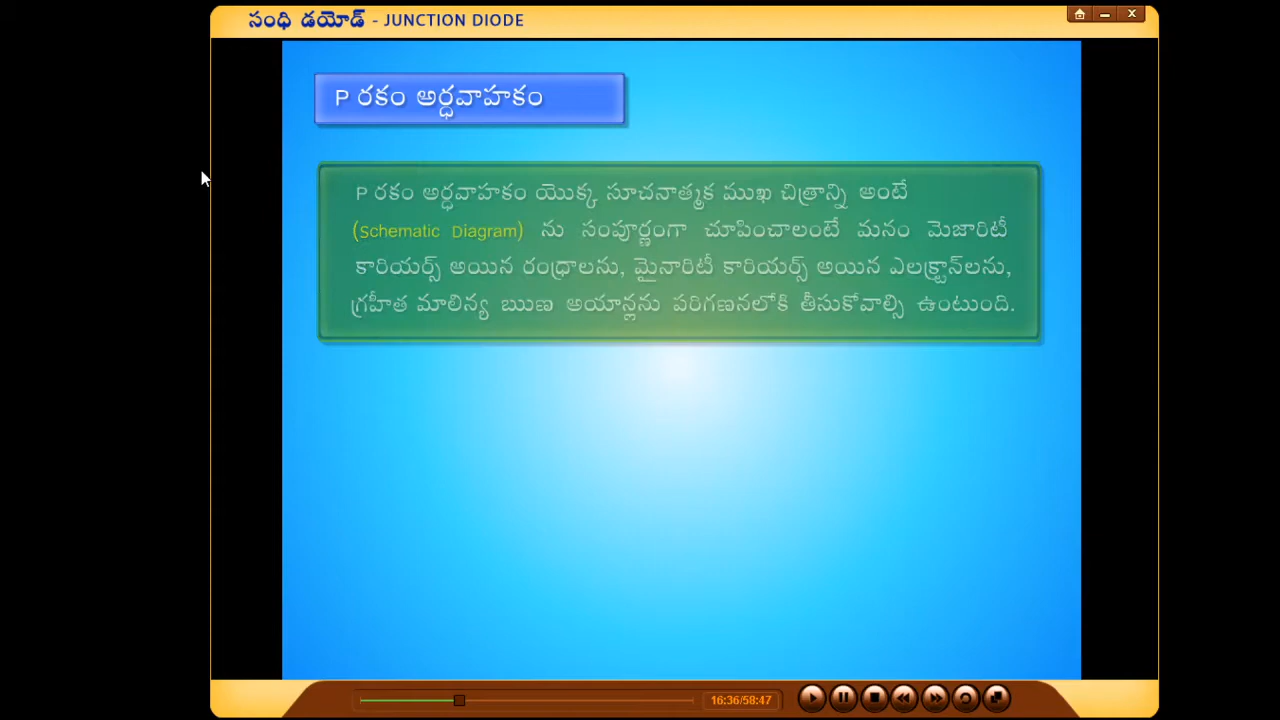 సంధి డయోడ్ - JUNCTION DIODE
P రకం అర్ధవాహకం
P రకం అర్ధవాహకం యొక్క సూచనాత్మక ముఖ చిత్రాన్ని అంటే
(Schematic Diagram) ను సంపూర్ణంగా చూపించాలంటే మనం మెజారిటీ
కారియర్స్ అయిన రంధ్రాలను, మైనారిటీ కారియర్స్ అయిన ఎలక్ట్రాన్‌లను,
గ్రహీత మాలిన్య ఋణ అయాన్లను పరిగణనలోకి తీసుకోవాల్సి ఉంటుంది.
16:36/58:47